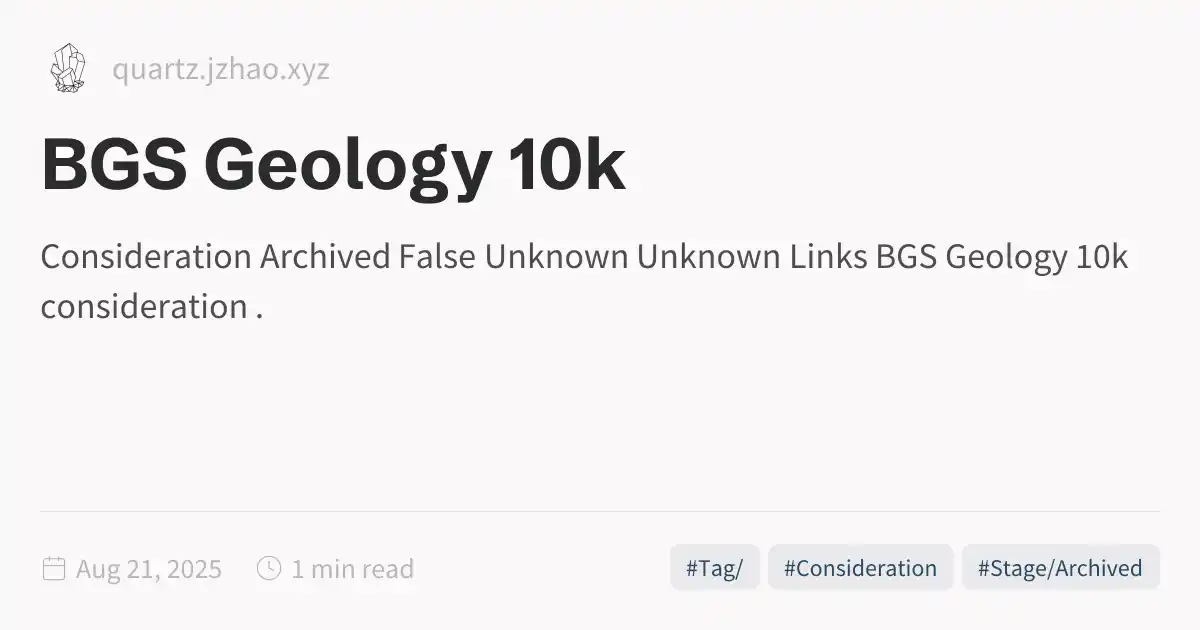 quartz.jzhao.xyz
BGS Geology 10k
Consideration Archived False Unknown Unknown Links BGS Geology 10k
consideration .
Aug 21, 2025
1 min read
#Tag/
#Consideration
#Stage/Archived